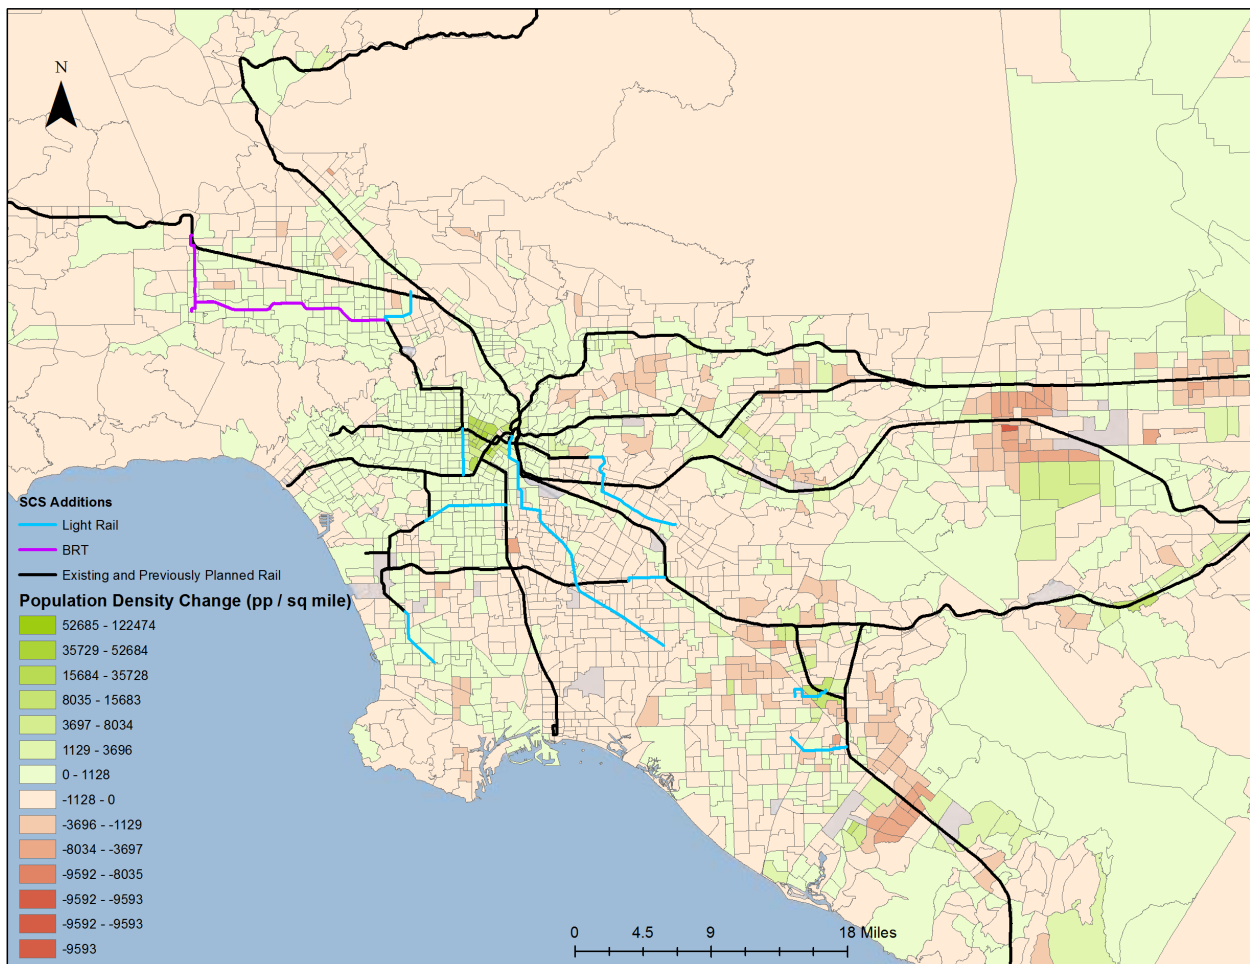 N
SCS Additions
Light Rail
BRT
Existing and Previously Planned Rail
Population Density Change (pp / sq mile)
52685 - 122474
35729 - 52684
15684 - 35728
8035 - 15683
3697 - 8034
1129 - 3696
0 - 1128
-1128 - 0
-3696 - -1129
-8034 - -3697
-9592 - -8035
-9592 - -9593
-9592 - -9593
-9593
0 4.5 9 18 Miles